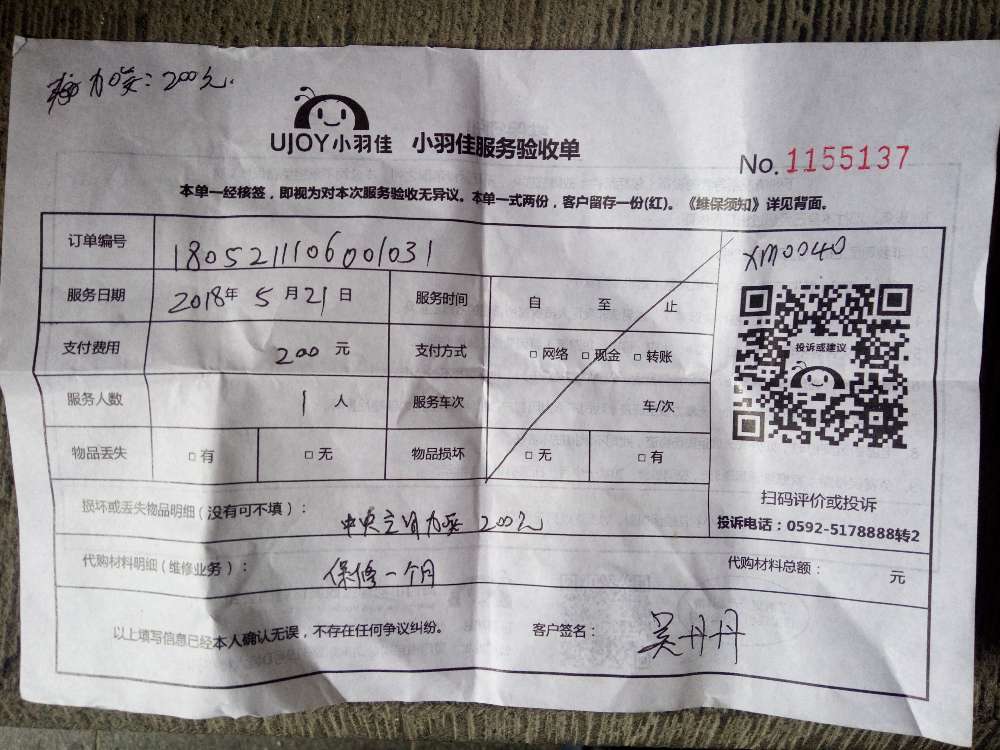 加氟：200元.
UJOY小羽佳 小羽佳服务验收单
No. 1155137
本单一经核签，即视为对本次服务验收无异议。本单一式两份，客户留存一份(红)。《维保须知》详见背面。
订单编号 1805211106001031
XM0040
服务日期 2018年 5 月 21 日 服务时间 自 至 止
投诉或建议
支付费用 200 元 支付方式 □ 网络 □ 现金 □ 转账
服务人数 1 人 服务车次 车/次
物品丢失 □ 有 □ 无 物品损坏 □ 无 □ 有
扫码评价或投诉
投诉电话：0592-5178888转2
损坏或丢失物品明细（没有可不填）： 中央空调加氟 200元
代购材料明细（维修业务）： 保修一个月 代购材料总额： 元
以上填写信息已经本人确认无误，不存在任何争议纠纷。 客户签名： 吴丹丹